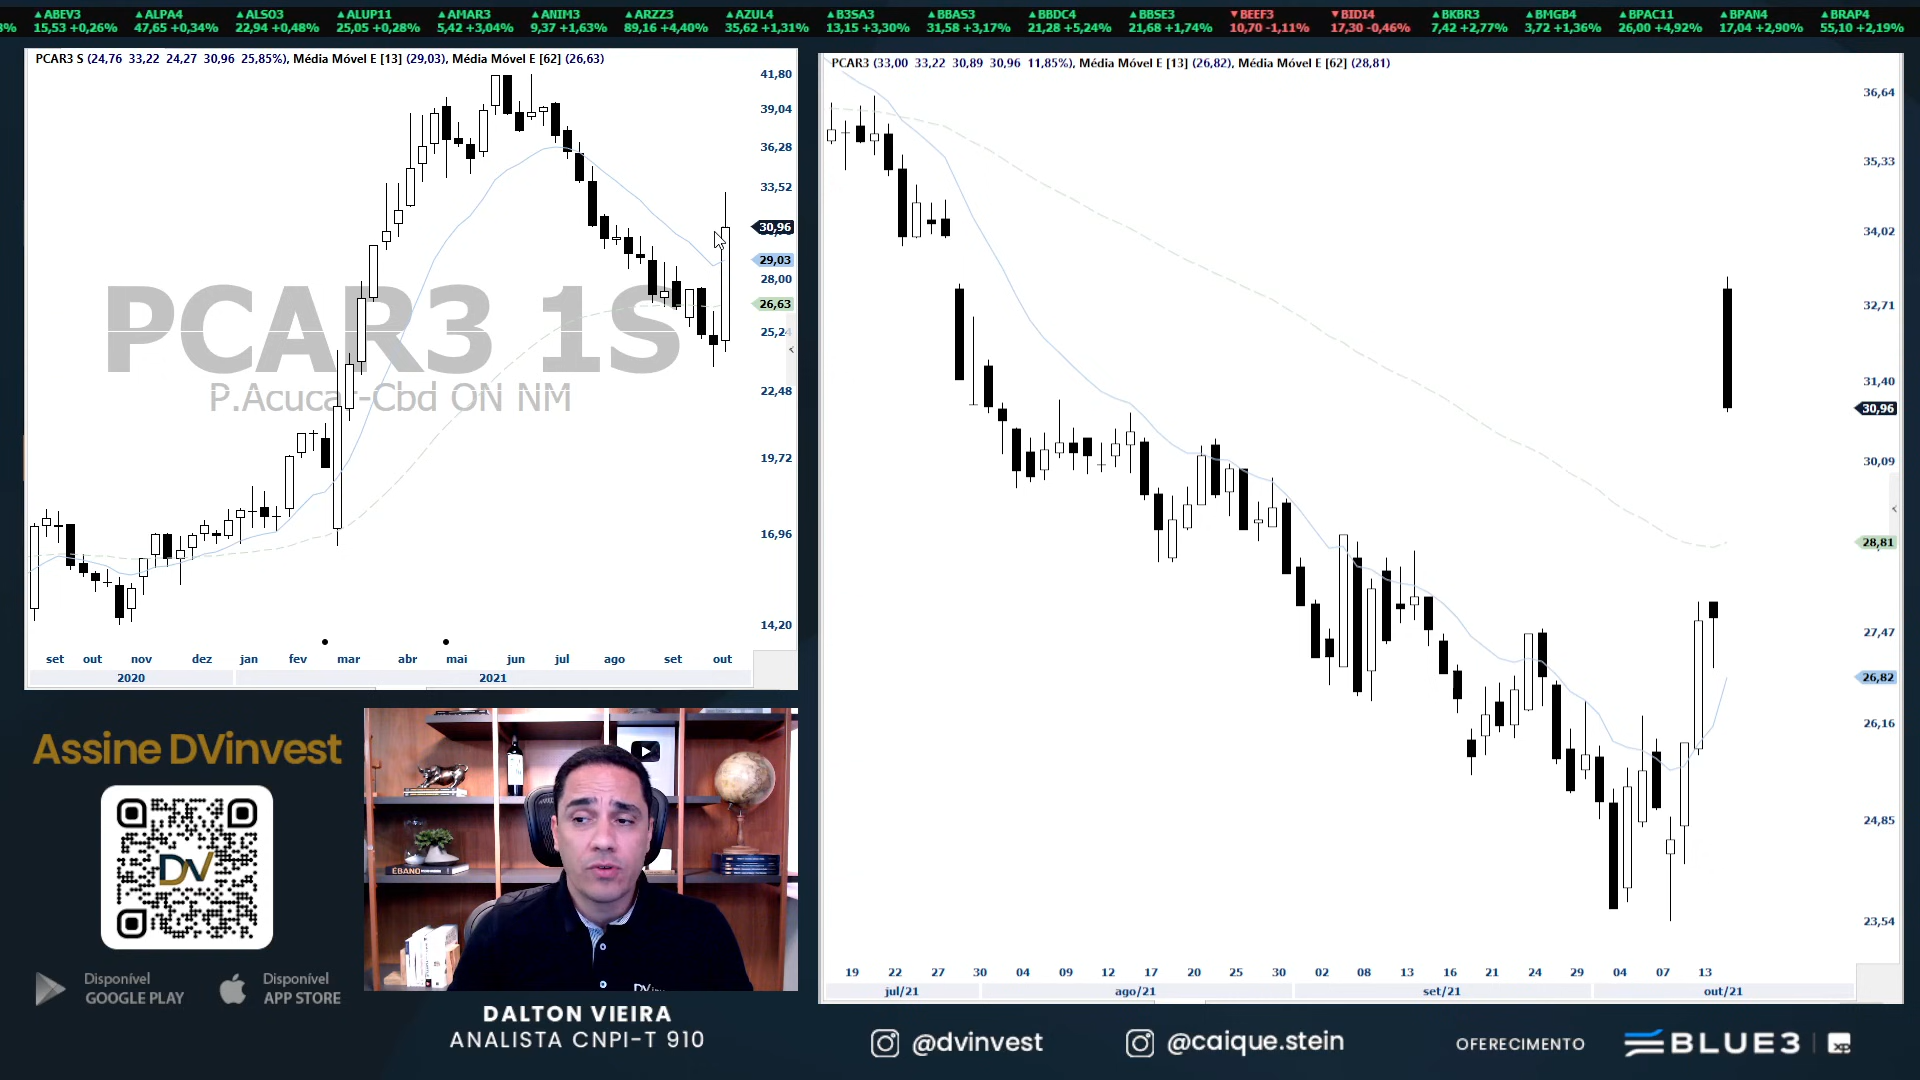 ABEV3 ALPA4 ALSO3 ALUP11 AMAR3 ANIM3 ARZZ3 AZUL4 B3SA3 BBAS3 BBDC4 BBSE3 BEEF3 BIDI4 BKBR3 BMGB4 BPAC11 BPAN4 BRAP4
15,53 +0,26% 47,65 +0,34% 22,94 +0,48% 25,05 +0,28% 5,42 +3,04% 9,37 +1,63% 89,16 +4,40% 35,62 +1,31% 13,15 +3,30% 31,58 +3,17% 21,28 +5,24% 21,68 +1,74% 10,70 -1,11% 17,30 -0,46% 7,42 +2,77% 3,72 +1,36% 26,00 +4,92% 17,04 +2,90% 55,10 +2,19%
PCAR3 S (24,76 33,22 24,27 30,96 25,85%), Média Móvel E [13] (29,03), Média Móvel E [62] (26,63)
41,80
39,04
36,28
33,52
30,96
29,03
28,00
26,63
25,24
22,48
19,72
16,96
14,20
PCAR3 1S
P.Acucar-Cbd ON NM
set out nov dez jan fev mar abr mai jun jul ago set out
2020 2021
PCAR3 (33,00 33,22 30,89 30,96 11,85%), Média Móvel E [13] (26,82), Média Móvel E [62] (28,81)
36,64
35,33
34,02
32,71
31,40
30,96
30,09
28,81
27,47
26,82
26,16
24,85
23,54
19 22 27 30 04 09 12 17 20 25 30 02 08 13 16 21 24 29 04 07 13
jul/21 ago/21 set/21 out/21
Assine DVinvest
DV
Disponível
GOOGLE PLAY
Disponível
APP STORE
ÉBANO
DALTON VIEIRA
ANALISTA CNPI-T 910
@dvinvest
@caique.stein
OFERECIMENTO
BLUE3
xp